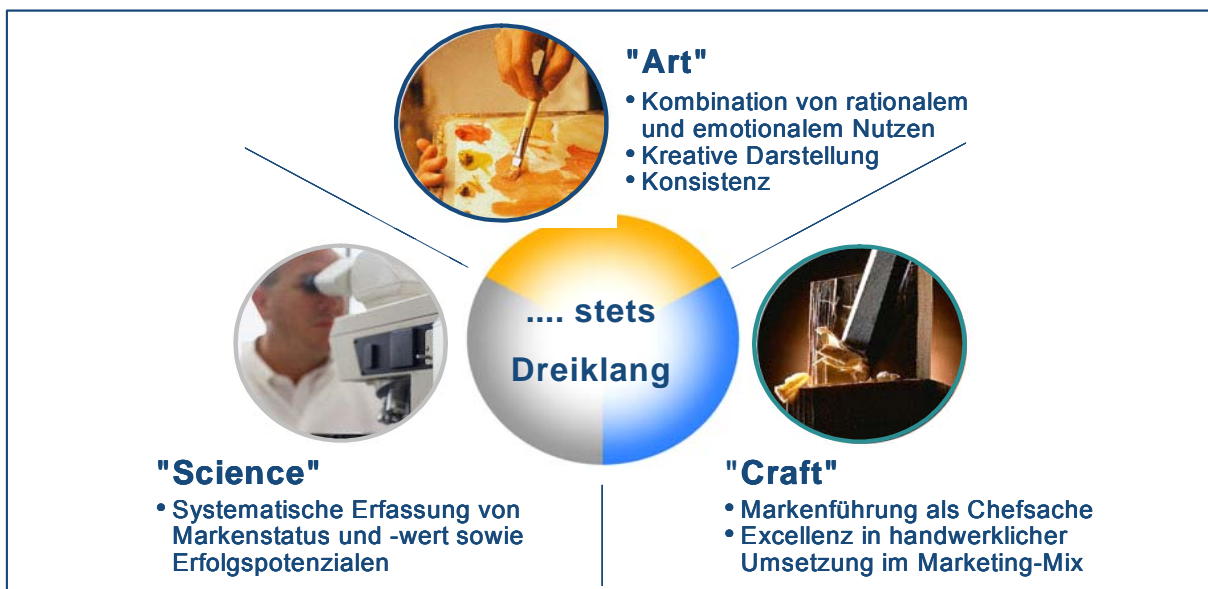 "Art"
• Kombination von rationalem
und emotionalem Nutzen
• Kreative Darstellung
• Konsistenz
.... stets
Dreiklang
"Science"
• Systematische Erfassung von
Markenstatus und -wert sowie
Erfolgspotenzialen
"Craft"
• Markenführung als Chefsache
• Excellenz in handwerklicher
Umsetzung im Marketing-Mix